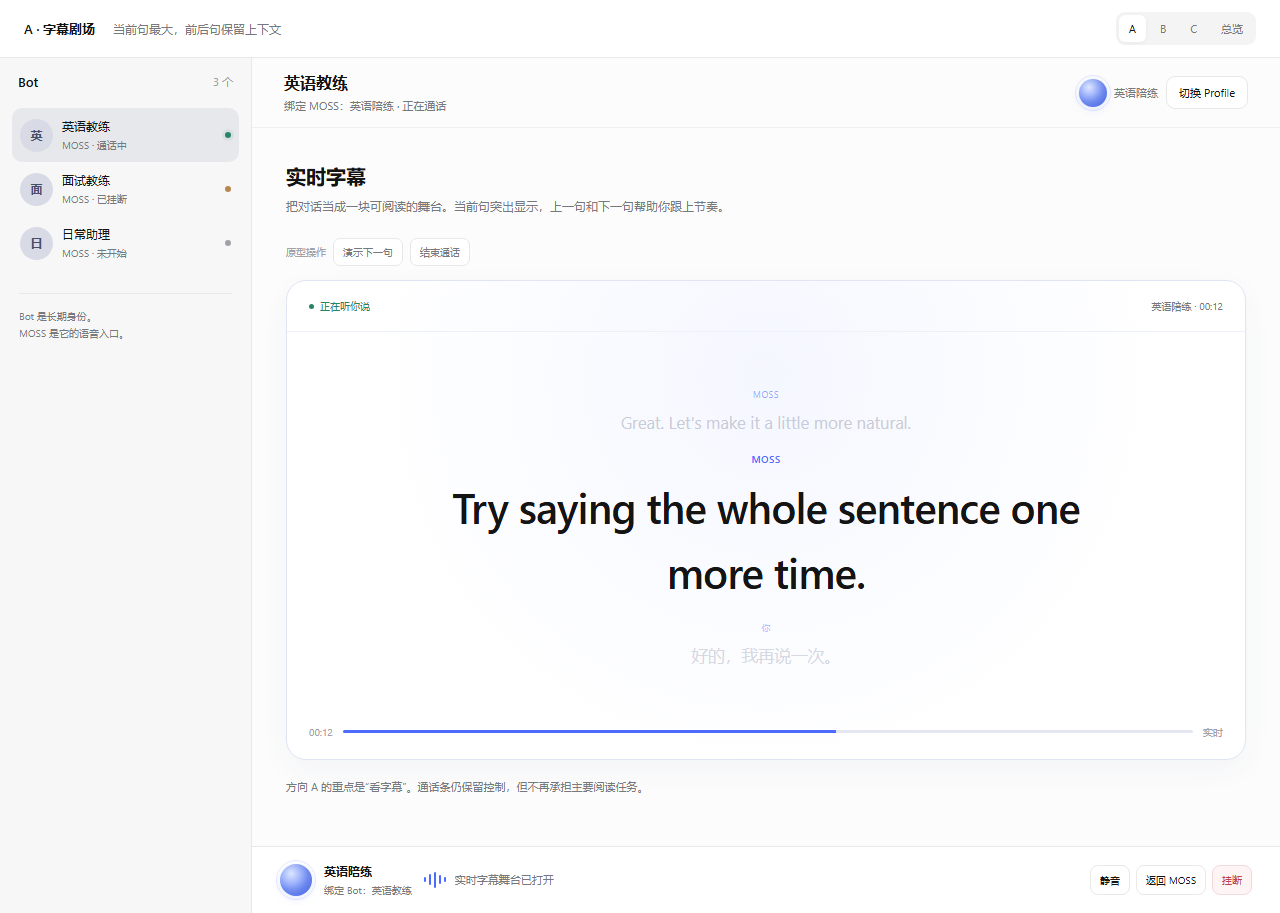 A · 字幕剧场 当前句最大，前后句保留上下文
A B C 总览
Bot 3 个
英 英语教练
MOSS · 通话中
面 面试教练
MOSS · 已挂断
日 日常助理
MOSS · 未开始
Bot 是长期身份。
MOSS 是它的语音入口。
英语教练
绑定 MOSS：英语陪练 · 正在通话
英语陪练 切换 Profile
实时字幕
把对话当成一块可阅读的舞台。当前句突出显示，上一句和下一句帮助你跟上节奏。
原型操作 演示下一句 结束通话
正在听你说 英语陪练 · 00:12
MOSS
Great. Let's make it a little more natural.
MOSS
Try saying the whole sentence one
more time.
你
好的，我再说一次。
00:12 实时
方向 A 的重点是“看字幕”。通话条仍保留控制，但不再承担主要阅读任务。
英语陪练
绑定 Bot：英语教练
实时字幕舞台已打开
静音 返回 MOSS 挂断